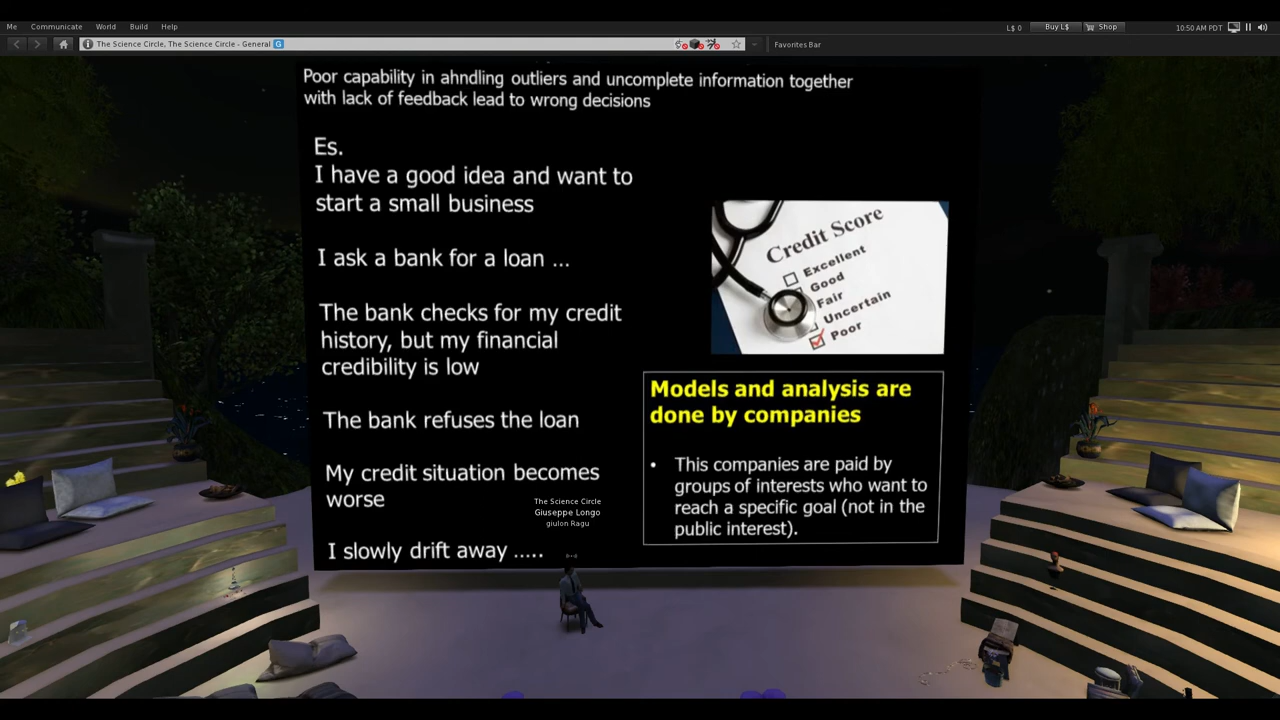 Me Communicate World Build Help
L$ 0 Buy L$ Shop 10:50 AM PDT
The Science Circle, The Science Circle - General G
Favorites Bar
Poor capability in ahndling outliers and uncomplete information together
with lack of feedback lead to wrong decisions
Es.
I have a good idea and want to
start a small business
I ask a bank for a loan ...
The bank checks for my credit
history, but my financial
credibility is low
The bank refuses the loan
My credit situation becomes
worse
I slowly drift away .....
Credit Score
Excellent
Good
Fair
Uncertain
Poor
Models and analysis are
done by companies
• This companies are paid by
groups of interests who want to
reach a specific goal (not in the
public interest).
The Science Circle
Giuseppe Longo
giulon Ragu